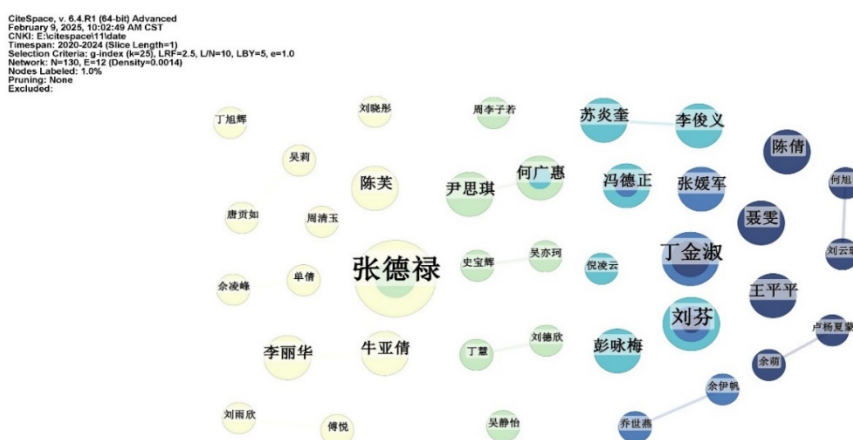 CiteSpace, v. 6.4.R1 (64-bit) Advanced
February 9, 2025, 10:02:49 AM CST
CNKI: E:\citespace\11\date
Timespan: 2020-2024 (Slice Length=1)
Selection Criteria: g-index (k=25), LRF=2.5, L/N=10, LBY=5, e=1.0
Network: N=130, E=12 (Density=0.0014)
Nodes Labeled: 1.0%
Pruning: None
Excluded:
丁旭辉
刘晓彤
周李子若
苏炎奎
李俊义
吴莉
陈芙
尹思琪
何广惠
冯德正
张媛军
陈倩
何旭
唐贡如
周清玉
聂雯
张德禄
史宝辉
吴亦珂
倪凌云
丁金淑
刘云
佘凌峰
单倩
王平平
刘芬
卢杨夏蒙
李丽华
牛亚倩
丁慧
刘德欣
彭咏梅
余萌
余伊帆
刘雨欣
傅悦
吴静怡
乔世燕